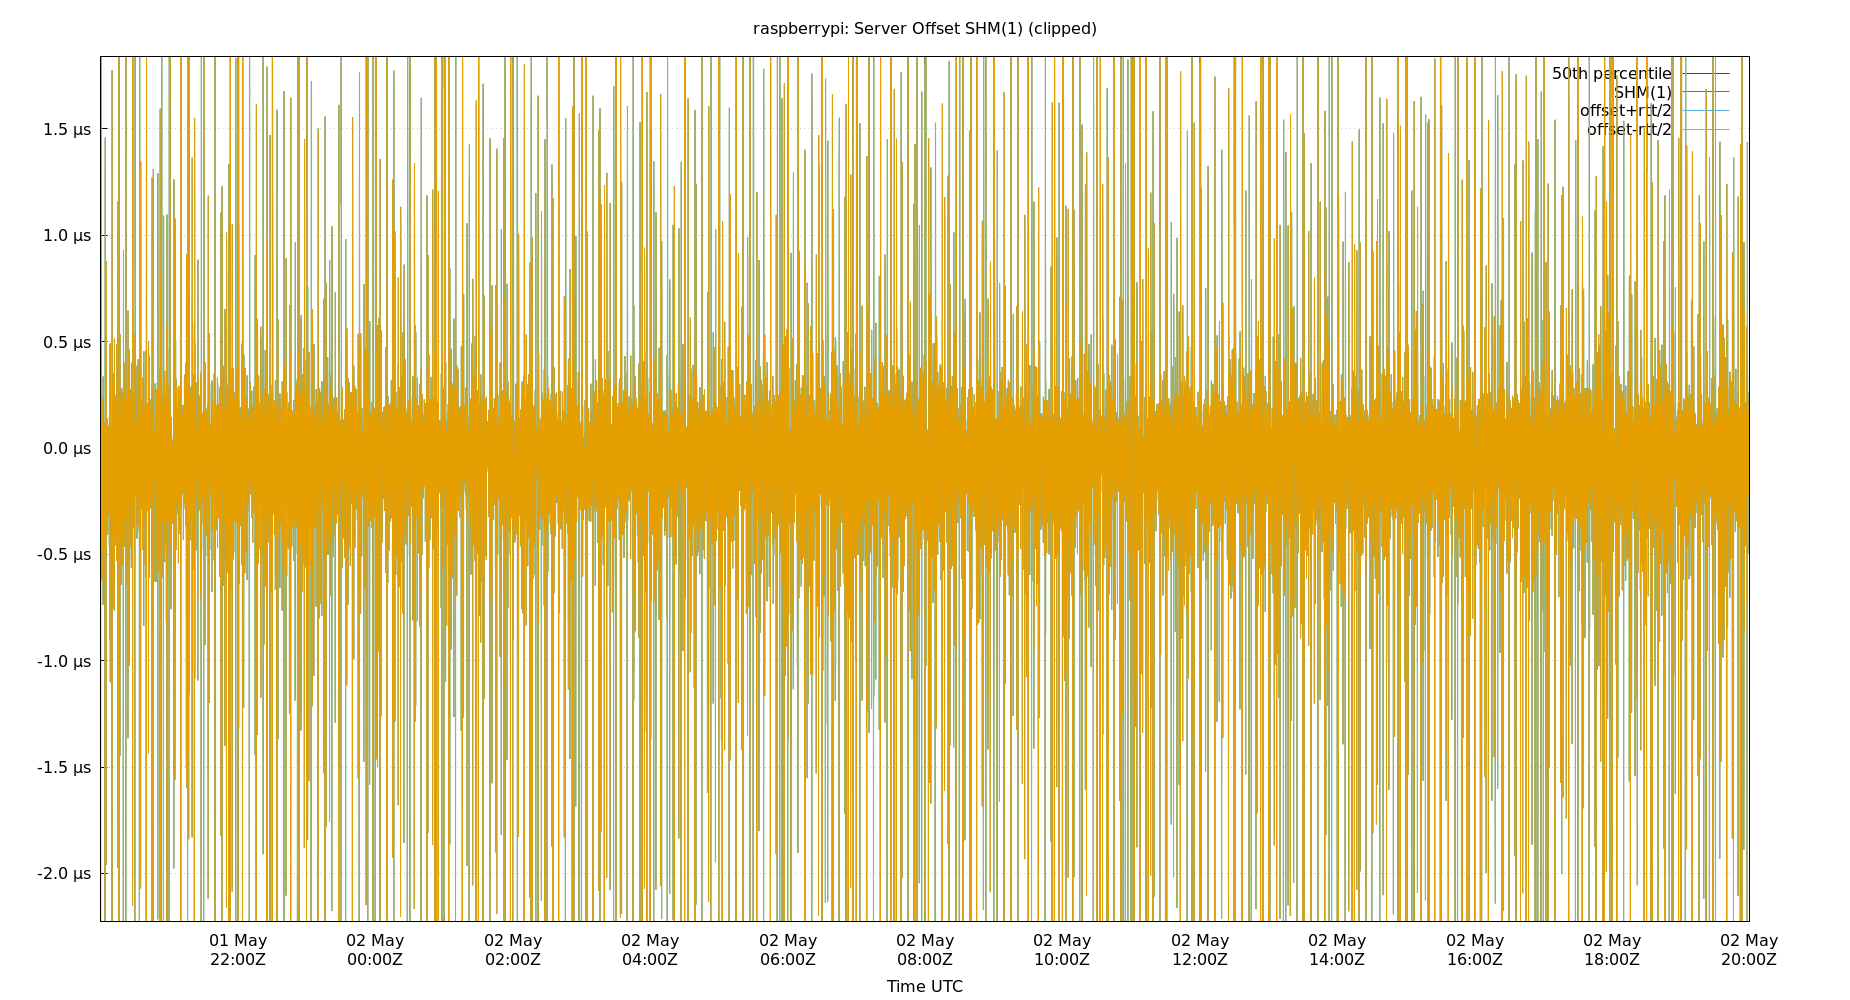 raspberrypi: Server Offset SHM(1) (clipped)
50th percentile
SHM(1)
offset+rtt/2
offset-rtt/2
1.5 µs
1.0 µs
0.5 µs
0.0 µs
-0.5 µs
-1.0 µs
-1.5 µs
-2.0 µs
01 May 02 May 02 May 02 May 02 May 02 May 02 May 02 May 02 May 02 May 02 May 02 May
22:00Z 00:00Z 02:00Z 04:00Z 06:00Z 08:00Z 10:00Z 12:00Z 14:00Z 16:00Z 18:00Z 20:00Z
Time UTC